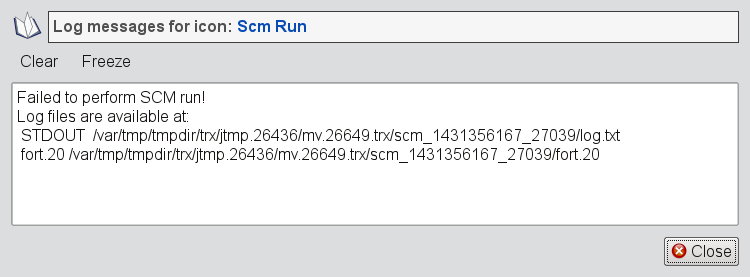 Log messages for icon: Scm Run
Clear Freeze
Failed to perform SCM run!
Log files are available at:
STDOUT /var/tmp/tmpdir/trx/jtmp.26436/mv.26649.trx/scm_1431356167_27039/log.txt
fort.20 /var/tmp/tmpdir/trx/jtmp.26436/mv.26649.trx/scm_1431356167_27039/fort.20
Close